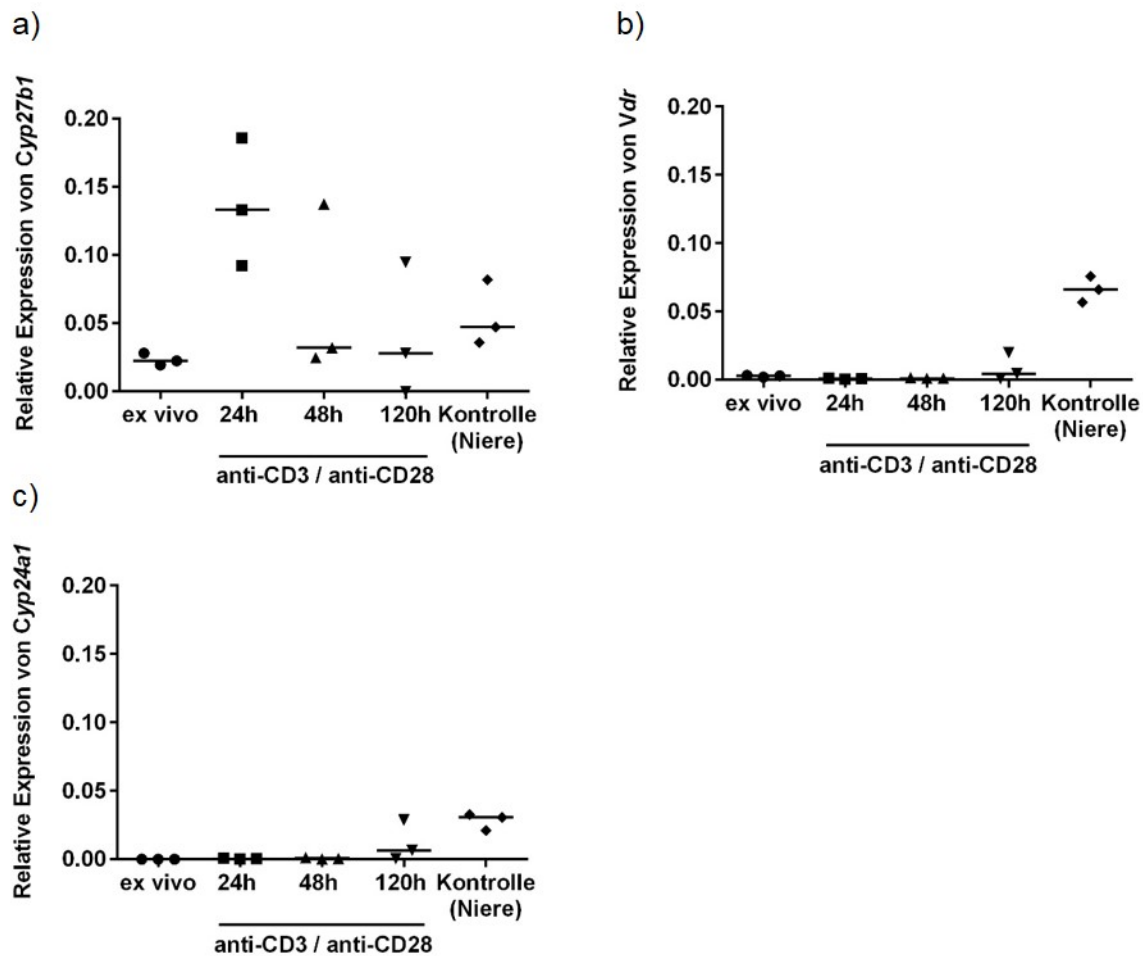 a)
Relative Expression von Cyp27b1
0.20
0.15
0.10
0.05
0.00
ex vivo 24h 48h 120h Kontrolle
(Niere)
anti-CD3 / anti-CD28
b)
Relative Expression von Vdr
0.20
0.15
0.10
0.05
0.00
ex vivo 24h 48h 120h Kontrolle
(Niere)
anti-CD3 / anti-CD28
c)
Relative Expression von Cyp24a1
0.20
0.15
0.10
0.05
0.00
ex vivo 24h 48h 120h Kontrolle
(Niere)
anti-CD3 / anti-CD28